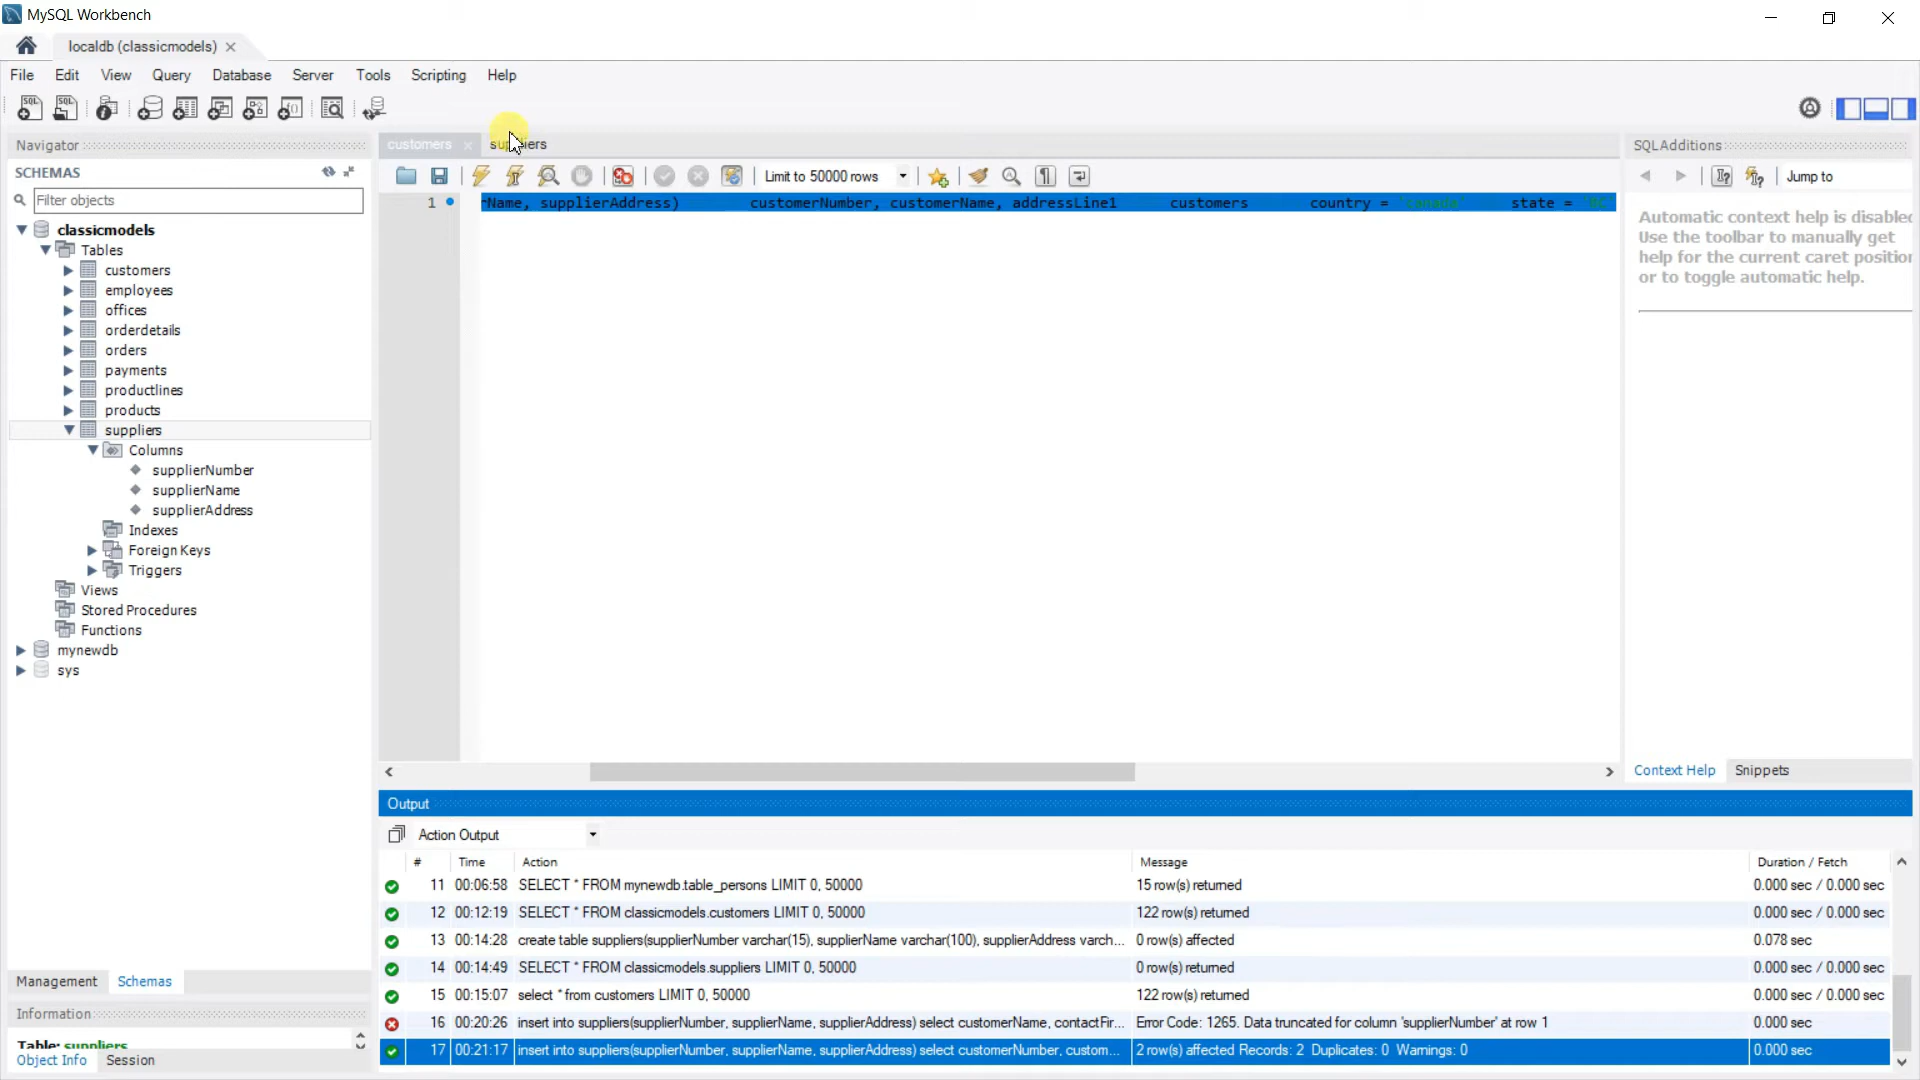 MySQL Workbench
localdb (classicmodels)
File Edit View Query Database Server Tools Scripting Help
Navigator
SCHEMAS
Filter objects
classicmodels
Tables
customers
employees
offices
orderdetails
orders
payments
productlines
products
suppliers
Columns
supplierNumber
supplierName
supplierAddress
Indexes
Foreign Keys
Triggers
Views
Stored Procedures
Functions
mynewdb
sys
Management Schemas
Information
Table: suppliers
Object Info Session
customers suppliers
Limit to 50000 rows
1 rName, supplierAddress) customerNumber, customerName, addressLine1 customers country = 'canada' state =
SQLAdditions
Jump to
Automatic context help is disabled
Use the toolbar to manually get
help for the current caret position
or to toggle automatic help.
Context Help Snippets
Output
Action Output
# Time Action Message Duration / Fetch
11 00:06:58 SELECT * FROM mynewdb.table_persons LIMIT 0, 50000 15 row(s) returned 0.000 sec / 0.000 sec
12 00:12:19 SELECT * FROM classicmodels.customers LIMIT 0, 50000 122 row(s) returned 0.000 sec / 0.000 sec
13 00:14:28 create table suppliers(supplierNumber varchar(15), supplierName varchar(100), supplierAddress varch... 0 row(s) affected 0.078 sec
14 00:14:49 SELECT * FROM classicmodels.suppliers LIMIT 0, 50000 0 row(s) returned 0.000 sec / 0.000 sec
15 00:15:07 select * from customers LIMIT 0, 50000 122 row(s) returned 0.000 sec / 0.000 sec
16 00:20:26 insert into suppliers(supplierNumber, supplierName, supplierAddress) select customerName, contactFir... Error Code: 1265. Data truncated for column 'supplierNumber' at row 1 0.000 sec
17 00:21:17 insert into suppliers(supplierNumber, supplierName, supplierAddress) select customerNumber, custom... 2 row(s) affected Records: 2 Duplicates: 0 Warnings: 0 0.000 sec